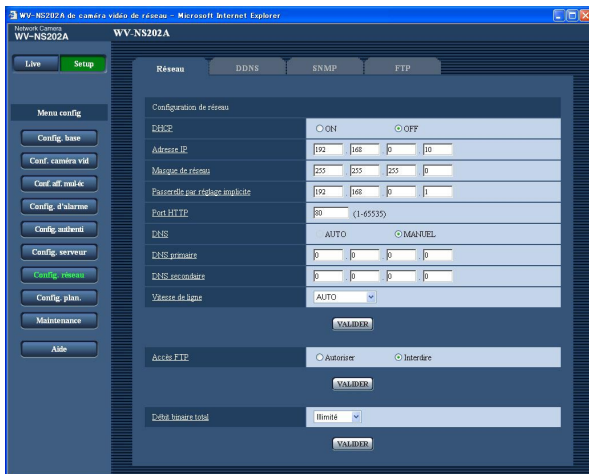 WV-NS202A de caméra vidéo de réseau - Microsoft Internet Explorer
Network Camera
WV-NS202A
WV-NS202A
Live
Setup
Réseau
DDNS
SNMP
FTP
Menu config
Config. base
Conf. caméra vid
Conf. aff. mul-éc
Config. d'alarme
Config. authenti
Config. serveur
Config. réseau
Config. plan.
Maintenance
Aide
Configuration de réseau
DHCP ON OFF
Adresse IP 192 . 168 . 0 . 10
Masque de réseau 255 . 255 . 255 . 0
Passerelle par réglage implicite 192 . 168 . 0 . 1
Port HTTP 80 (1-65535)
DNS AUTO MANUEL
DNS primaire 0 . 0 . 0 . 0
DNS secondaire 0 . 0 . 0 . 0
Vitesse de ligne AUTO
VALIDER
Accès FTP Autoriser Interdire
VALIDER
Débit binaire total Illimité
VALIDER